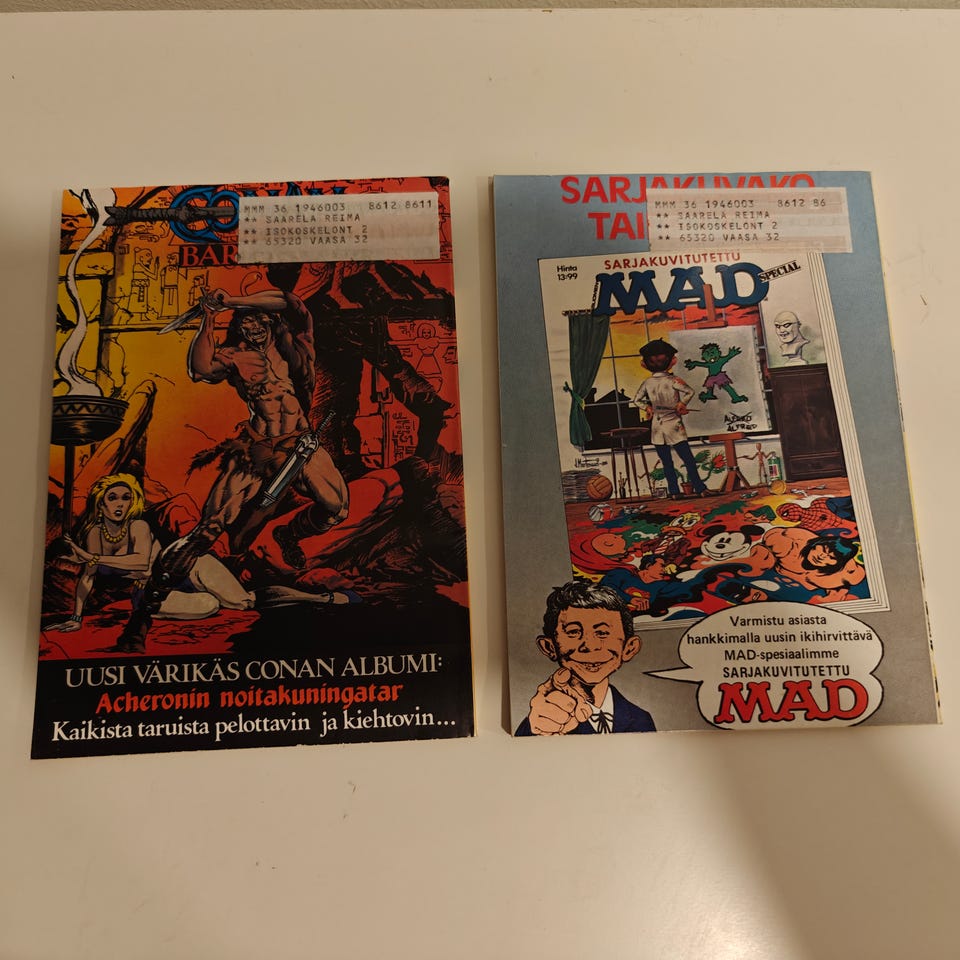 CONAN
MMM 36 1946003 8612 8611
** SAARELA REIMA
** ISOKOSKELONT 2
** 65320 VAASA 32
UUSI VÄRIKÄS CONAN ALBUMI:
Acheronin noitakuningatar
Kaikista taruista pelottavin ja kiehtovin...
SARJAKUVAKO
MMM 36 1946003 8612 86
** SAARELA REIMA
** ISOKOSKELONT 2
** 65320 VAASA 32
SARJAKUVITUTETTU
Hinta
13:99
MAD
SPECIAL
ALFRED
ALFRED
Varmistu asiasta
hankkimalla uusin ikihirvittävä
MAD-spesiaalimme
SARJAKUVITUTETTU
MAD